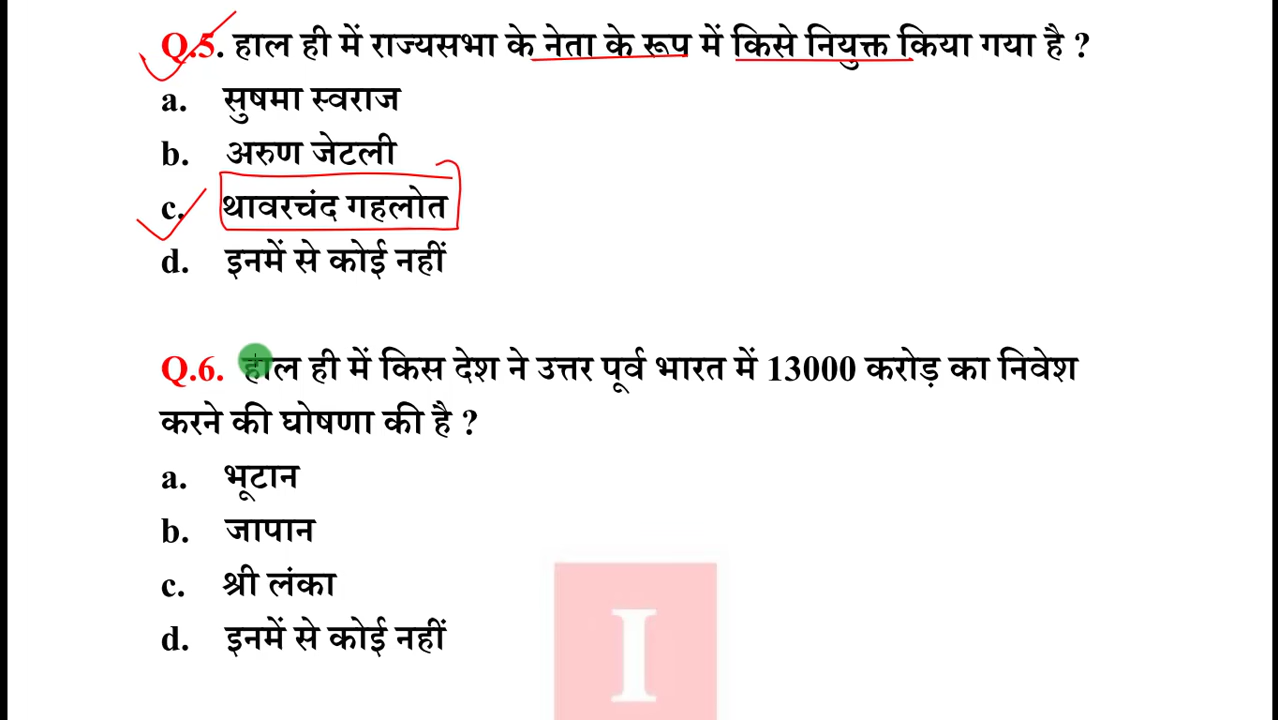 Q.5. हाल ही में राज्यसभा के नेता के रूप में किसे नियुक्त किया गया है ?
a. सुषमा स्वराज
b. अरुण जेटली
c. थावरचंद गहलोत
d. इनमें से कोई नहीं
Q.6. हाल ही में किस देश ने उत्तर पूर्व भारत में 13000 करोड़ का निवेश
करने की घोषणा की है ?
a. भूटान
b. जापान
c. श्री लंका
d. इनमें से कोई नहीं
I